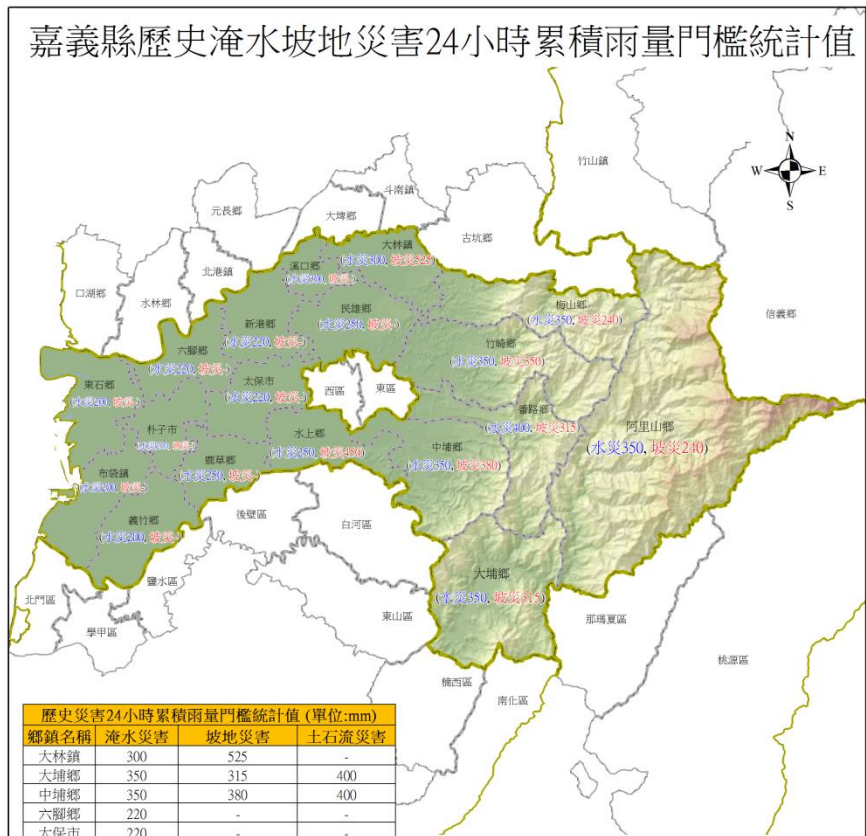 嘉義縣歷史淹水坡地災害24小時累積雨量門檻統計值
N
W E
S
竹山鎮
斗南鎮
元長鄉
大埤鄉
古坑鄉
大林鎮
(水災300, 坡災525)
北港鎮
溪口鄉
(水災200, 坡災-)
口湖鄉
水林鄉
民雄鄉
(水災250, 坡災-)
梅山鄉
(水災350, 坡災240)
信義鄉
新港鄉
(水災220, 坡災-)
竹崎鄉
(水災350, 坡災350)
六腳鄉
(水災220, 坡災-)
東石鄉
(水災200, 坡災-)
太保市
(水災220, 坡災-)
西區
東區
番路鄉
(水災400, 坡災315)
朴子市
阿里山鄉
(水災350, 坡災240)
水上鄉
(水災250, 坡災450)
中埔鄉
(水災350, 坡災380)
鹿草鄉
(水災250, 坡災-)
布袋鎮
(水災200, 坡災-)
義竹鄉
(水災200, 坡災-)
後壁區
白河區
大埔鄉
(水災350, 坡災315)
鹽水區
北門區
學甲區
東山區
那瑪夏區
桃源區
楠西區
南化區
歷史災害24小時累積雨量門檻統計值 (單位:mm)
鄉鎮名稱 淹水災害 坡地災害 土石流災害
大林鎮 300 525 -
大埔鄉 350 315 400
中埔鄉 350 380 400
六腳鄉 220 - -
太保市 220 - -